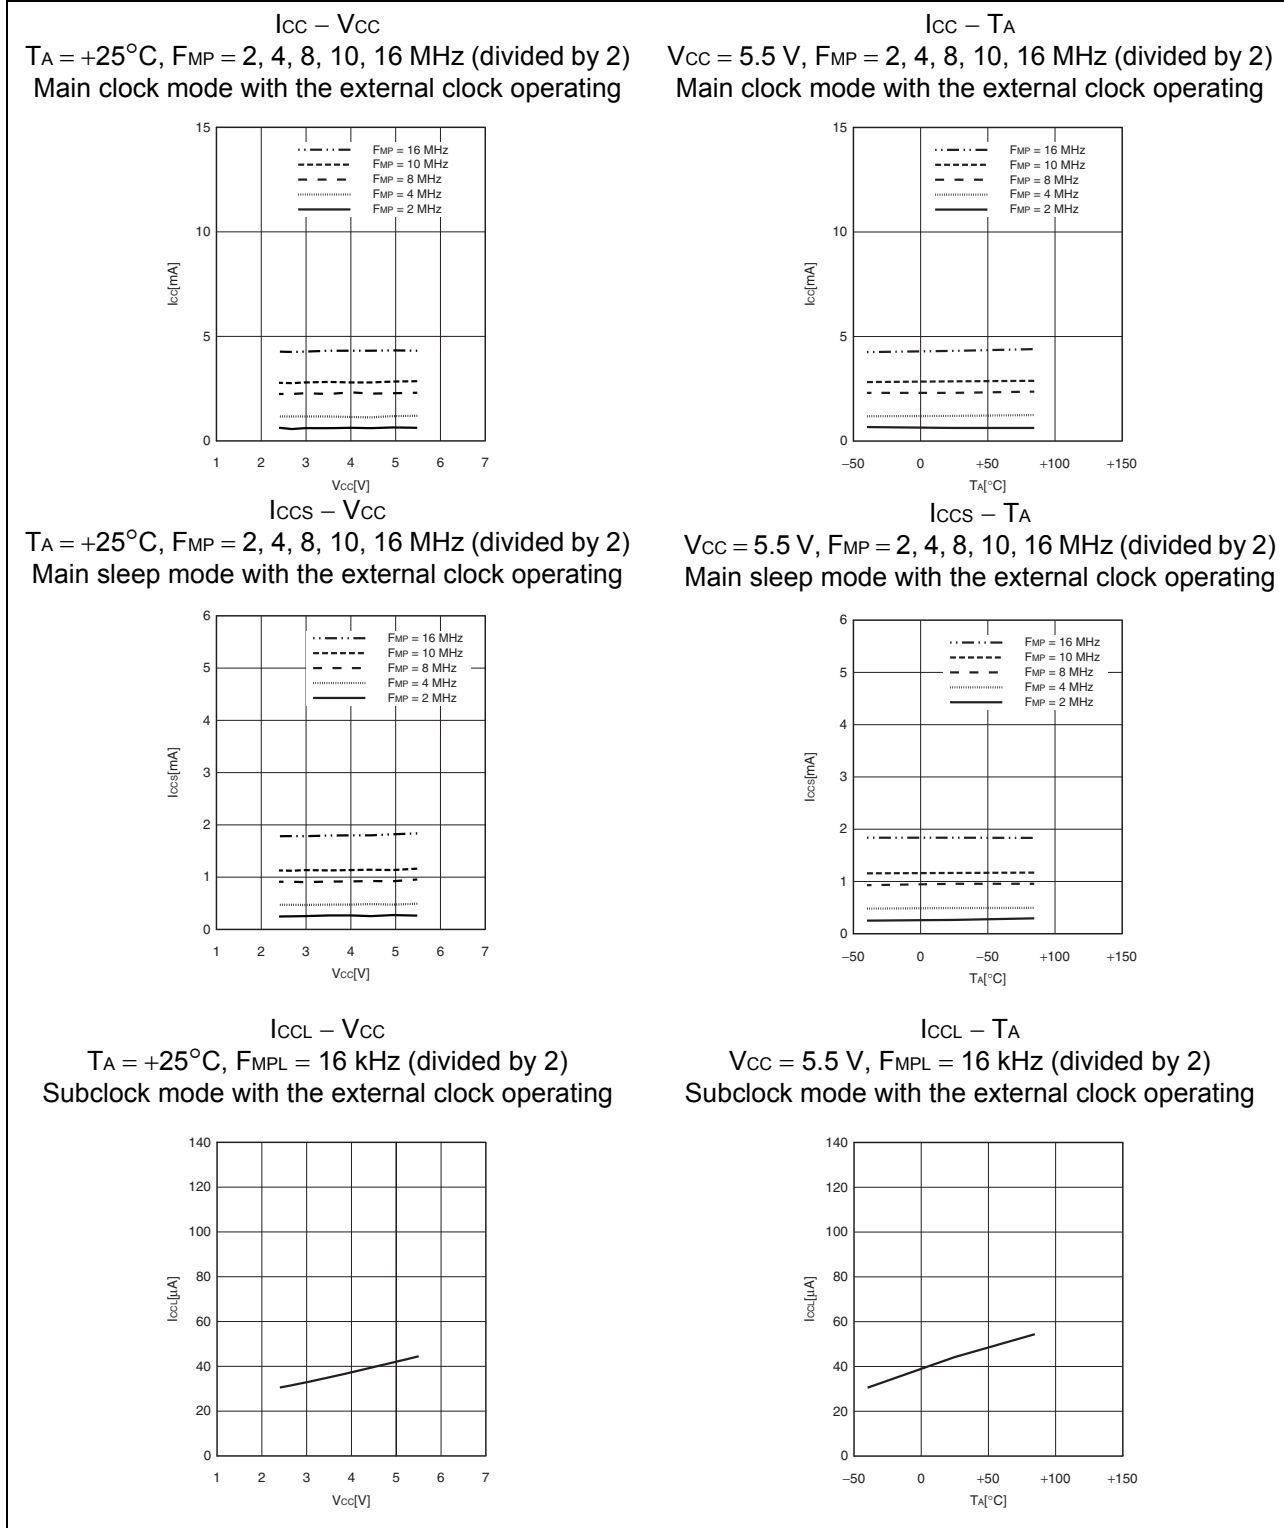 ICC – VCC
TA = +25°C, FMP = 2, 4, 8, 10, 16 MHz (divided by 2)
Main clock mode with the external clock operating
15
10
5
0
ICC[mA]
FMP = 16 MHz
FMP = 10 MHz
FMP = 8 MHz
FMP = 4 MHz
FMP = 2 MHz
1 2 3 4 5 6 7
VCC[V]
ICC – TA
VCC = 5.5 V, FMP = 2, 4, 8, 10, 16 MHz (divided by 2)
Main clock mode with the external clock operating
15
10
5
0
ICC[mA]
FMP = 16 MHz
FMP = 10 MHz
FMP = 8 MHz
FMP = 4 MHz
FMP = 2 MHz
−50 0 +50 +100 +150
TA[°C]
ICCS – VCC
TA = +25°C, FMP = 2, 4, 8, 10, 16 MHz (divided by 2)
Main sleep mode with the external clock operating
6
5
4
3
2
1
0
ICCS[mA]
FMP = 16 MHz
FMP = 10 MHz
FMP = 8 MHz
FMP = 4 MHz
FMP = 2 MHz
1 2 3 4 5 6 7
VCC[V]
ICCS – TA
VCC = 5.5 V, FMP = 2, 4, 8, 10, 16 MHz (divided by 2)
Main sleep mode with the external clock operating
6
5
4
3
2
1
0
ICCS[mA]
FMP = 16 MHz
FMP = 10 MHz
FMP = 8 MHz
FMP = 4 MHz
FMP = 2 MHz
−50 0 −50 +100 +150
TA[°C]
ICCL – VCC
TA = +25°C, FMPL = 16 kHz (divided by 2)
Subclock mode with the external clock operating
140
120
100
80
60
40
20
0
ICCL[µA]
1 2 3 4 5 6 7
VCC[V]
ICCL – TA
VCC = 5.5 V, FMPL = 16 kHz (divided by 2)
Subclock mode with the external clock operating
140
120
100
80
60
40
20
0
ICCL[µA]
−50 0 +50 +100 +150
TA[°C]